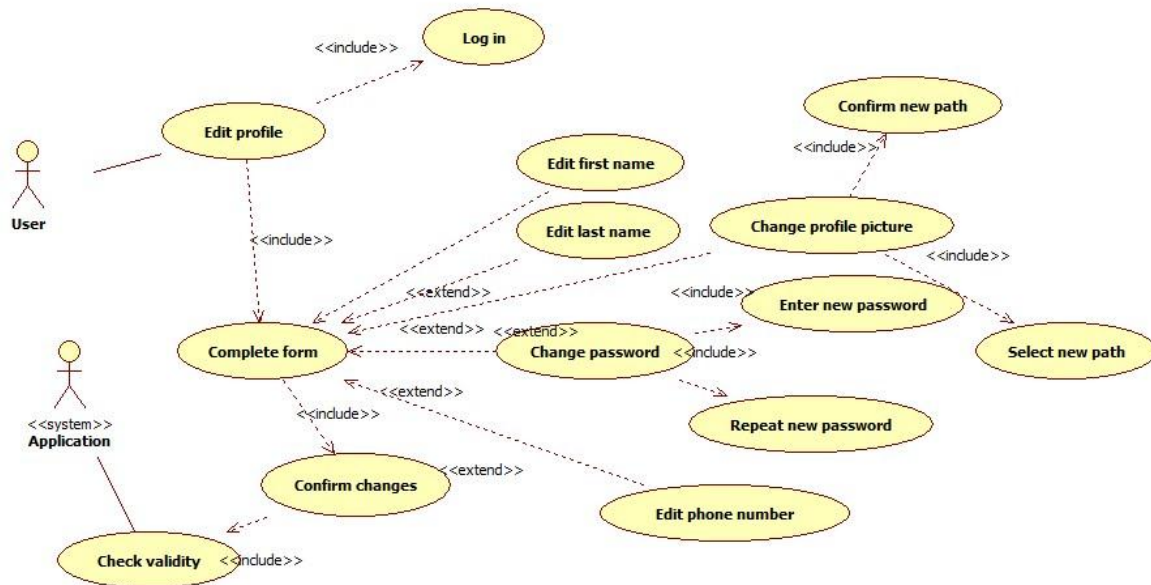 Log in
<<include>>
Edit profile
Confirm new path
<<include>>
User
Edit first name
Edit last name
Change profile picture
<<include>>
<<include>>
<<include>>
<<extend>>
Enter new password
<<extend>>
<<extend>>
Complete form
Change password
<<include>>
Select new path
<<extend>>
<<include>>
Repeat new password
<<system>>
Application
Confirm changes
<<extend>>
Edit phone number
Check validity
<<include>>